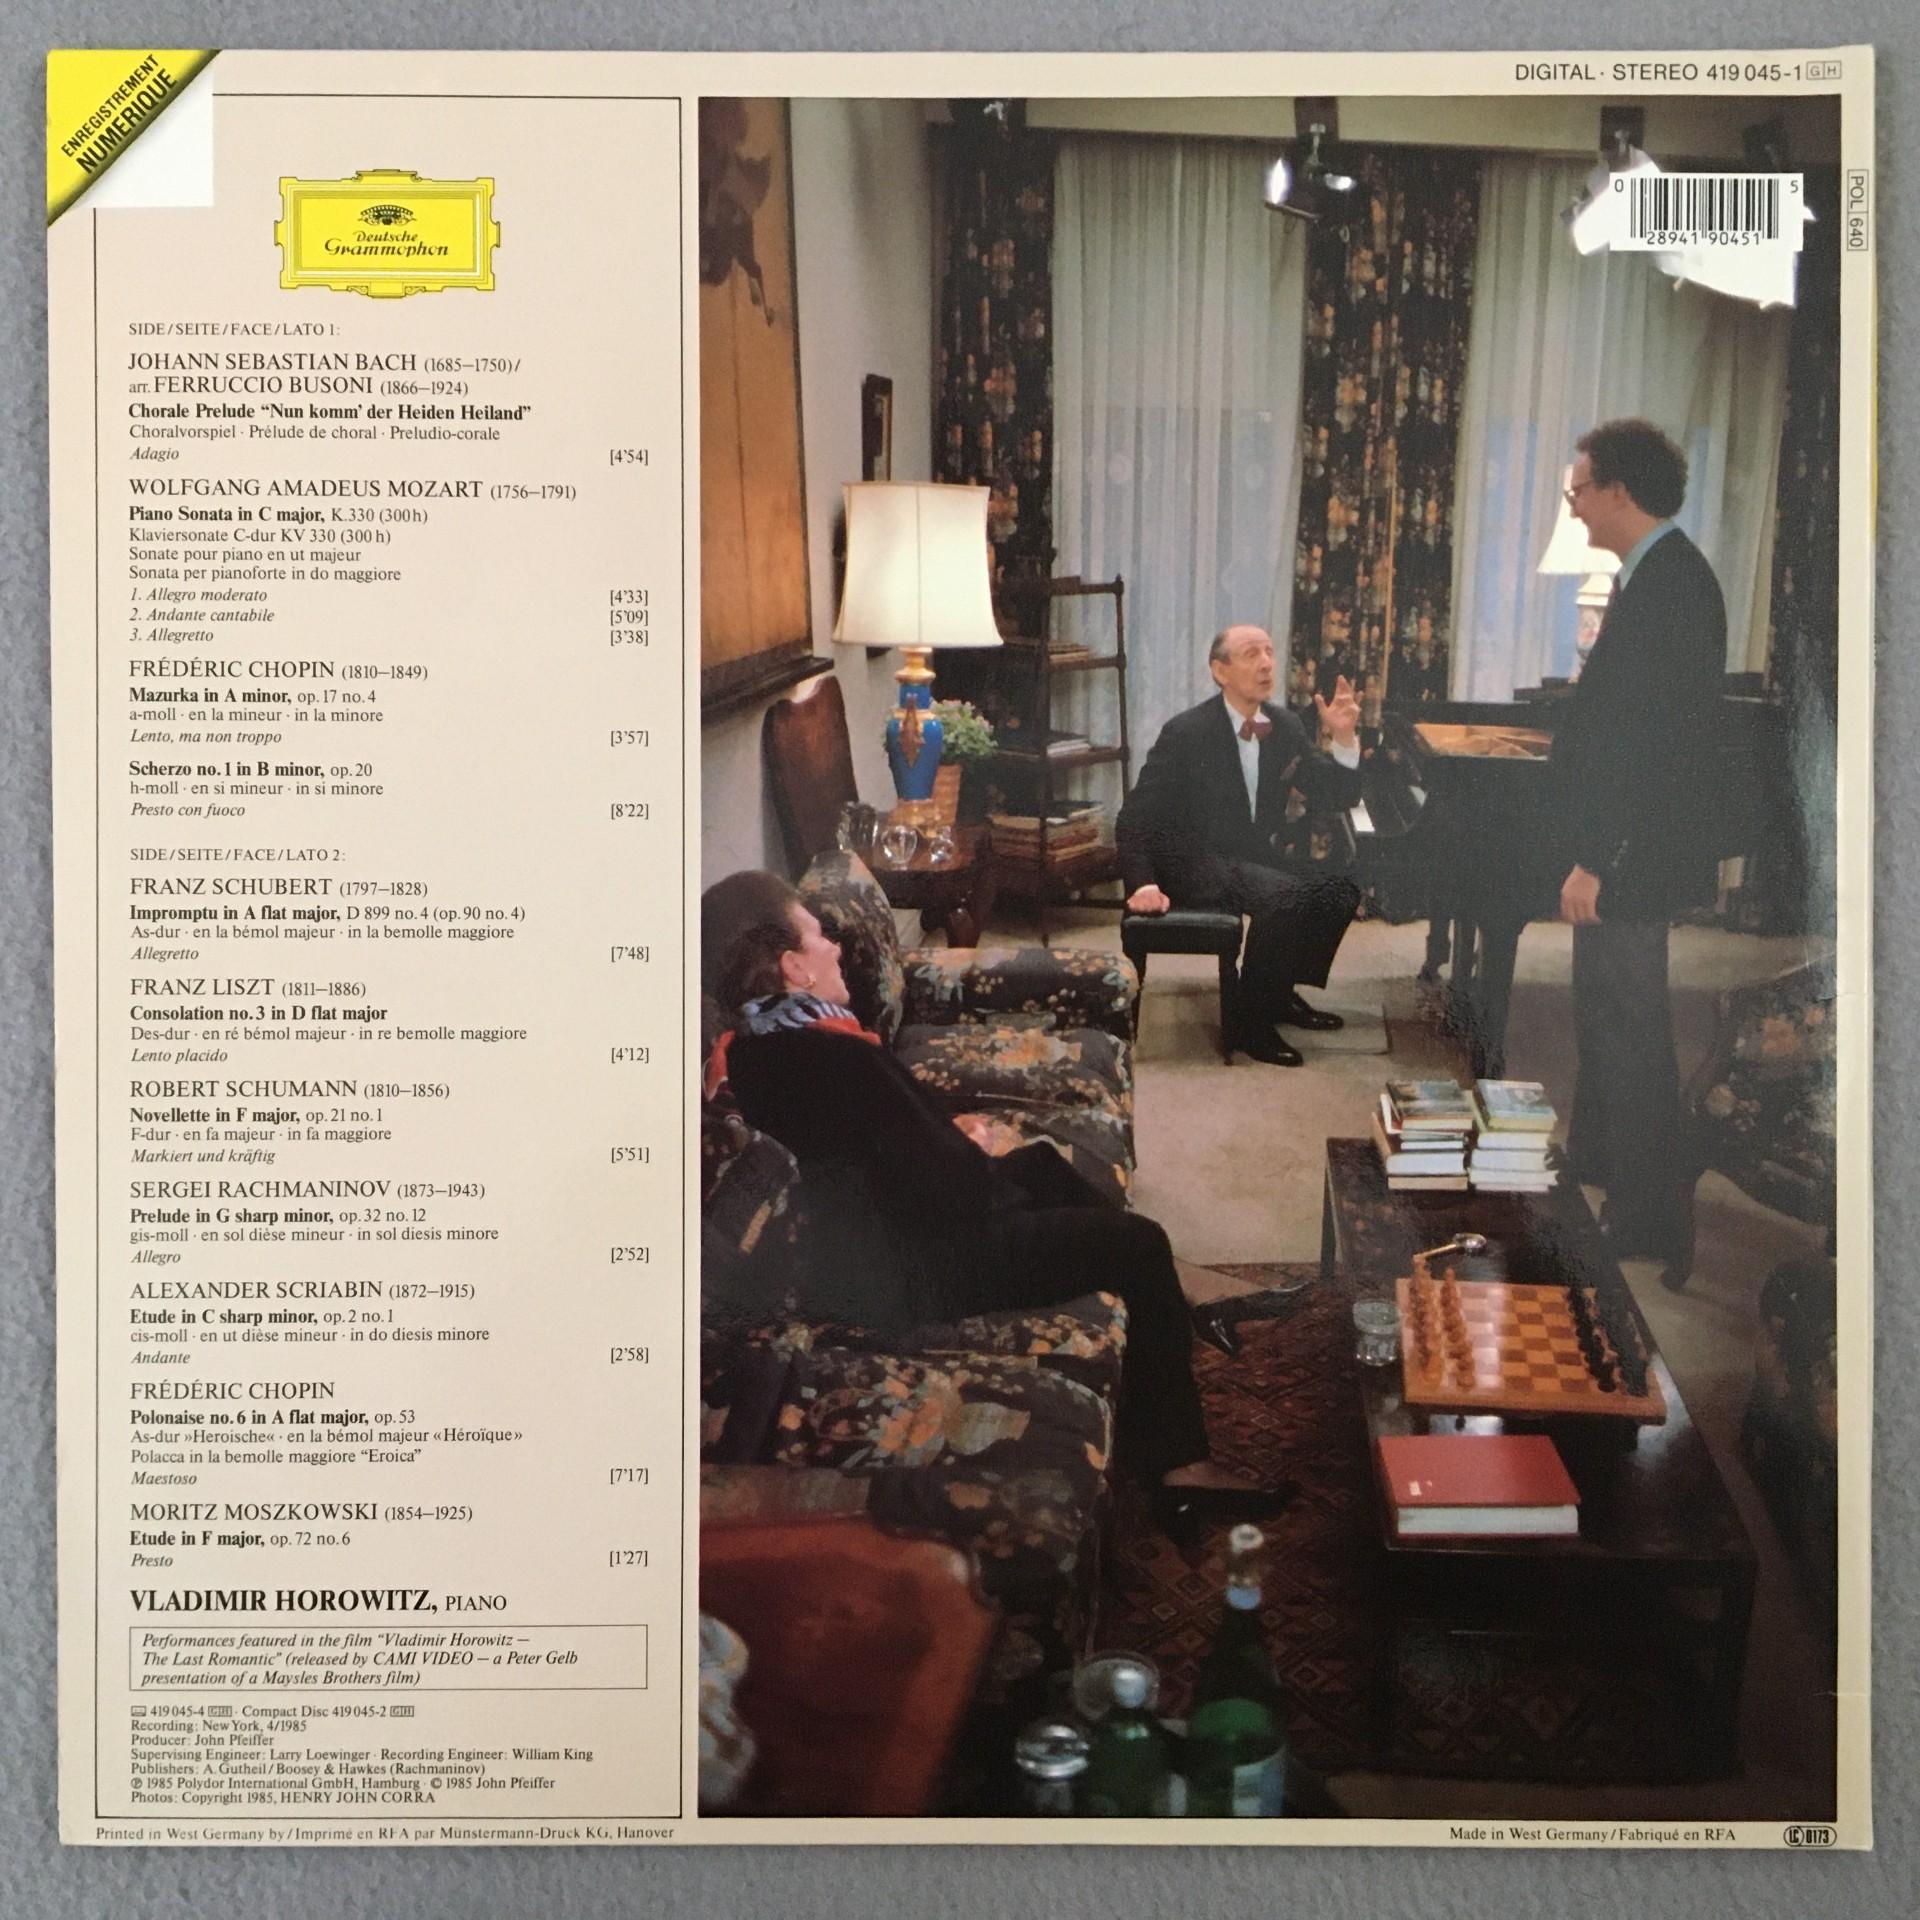 ENREGISTREMENT
NUMERIQUE
DIGITAL · STEREO 419 045-1 GH
POL 640
0 28941 90451 5
Deutsche
Grammophon
SIDE/SEITE/FACE/LATO 1:
JOHANN SEBASTIAN BACH (1685–1750)/
arr. FERRUCCIO BUSONI (1866–1924)
Chorale Prelude “Nun komm’ der Heiden Heiland”
Choralvorspiel · Prélude de choral · Preludio-corale
Adagio [4’54]
WOLFGANG AMADEUS MOZART (1756–1791)
Piano Sonata in C major, K.330 (300h)
Klaviersonate C-dur KV 330 (300 h)
Sonate pour piano en ut majeur
Sonata per pianoforte in do maggiore
1. Allegro moderato [4’33]
2. Andante cantabile [5’09]
3. Allegretto [3’38]
FRÉDÉRIC CHOPIN (1810–1849)
Mazurka in A minor, op. 17 no. 4
a-moll · en la mineur · in la minore
Lento, ma non troppo [3’57]
Scherzo no. 1 in B minor, op. 20
h-moll · en si mineur · in si minore
Presto con fuoco [8’22]
SIDE/SEITE/FACE/LATO 2:
FRANZ SCHUBERT (1797–1828)
Impromptu in A flat major, D 899 no. 4 (op. 90 no. 4)
As-dur · en la bémol majeur · in la bemolle maggiore
Allegretto [7’48]
FRANZ LISZT (1811–1886)
Consolation no. 3 in D flat major
Des-dur · en ré bémol majeur · in re bemolle maggiore
Lento placido [4’12]
ROBERT SCHUMANN (1810–1856)
Novellette in F major, op. 21 no. 1
F-dur · en fa majeur · in fa maggiore
Markiert und kräftig [5’51]
SERGEI RACHMANINOV (1873–1943)
Prelude in G sharp minor, op. 32 no. 12
gis-moll · en sol dièse mineur · in sol diesis minore
Allegro [2’52]
ALEXANDER SCRIABIN (1872–1915)
Etude in C sharp minor, op. 2 no. 1
cis-moll · en ut dièse mineur · in do diesis minore
Andante [2’58]
FRÉDÉRIC CHOPIN
Polonaise no. 6 in A flat major, op. 53
As-dur »Heroische« · en la bémol majeur «Héroïque»
Polacca in la bemolle maggiore “Eroica”
Maestoso [7’17]
MORITZ MOSZKOWSKI (1854–1925)
Etude in F major, op. 72 no. 6
Presto [1’27]
VLADIMIR HOROWITZ, PIANO
Performances featured in the film “Vladimir Horowitz –
The Last Romantic” (released by CAMI VIDEO – a Peter Gelb
presentation of a Maysles Brothers film)
419 045-4 GH · Compact Disc 419 045-2 GH
Recording: New York, 4/1985
Producer: John Pfeiffer
Supervising Engineer: Larry Loewinger · Recording Engineer: William King
Publishers: A. Gutheil / Boosey & Hawkes (Rachmaninov)
℗ 1985 Polydor International GmbH, Hamburg · © 1985 John Pfeiffer
Photos: Copyright 1985, HENRY JOHN CORRA
Printed in West Germany by / Imprimé en RFA par Münstermann-Druck KG, Hanover
Made in West Germany / Fabriqué en RFA
LC 0173